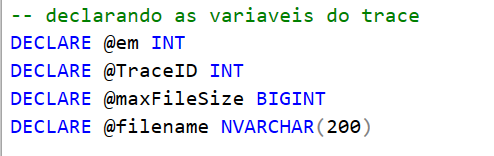 -- declarando as variaveis do trace
DECLARE @em INT
DECLARE @TraceID INT
DECLARE @maxFileSize BIGINT
DECLARE @filename NVARCHAR(200)